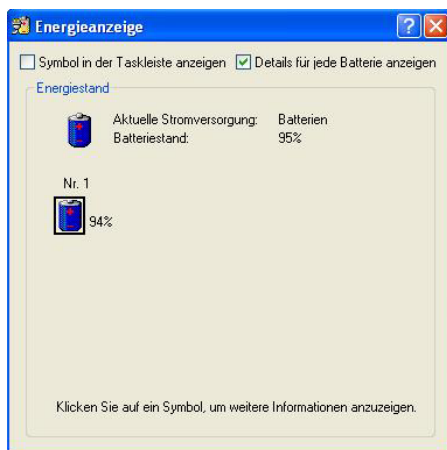 Energieanzeige
Symbol in der Taskleiste anzeigen Details für jede Batterie anzeigen
Energiestand
Aktuelle Stromversorgung: Batterien
Batteriestand: 95%
Nr. 1
94%
Klicken Sie auf ein Symbol, um weitere Informationen anzuzeigen.